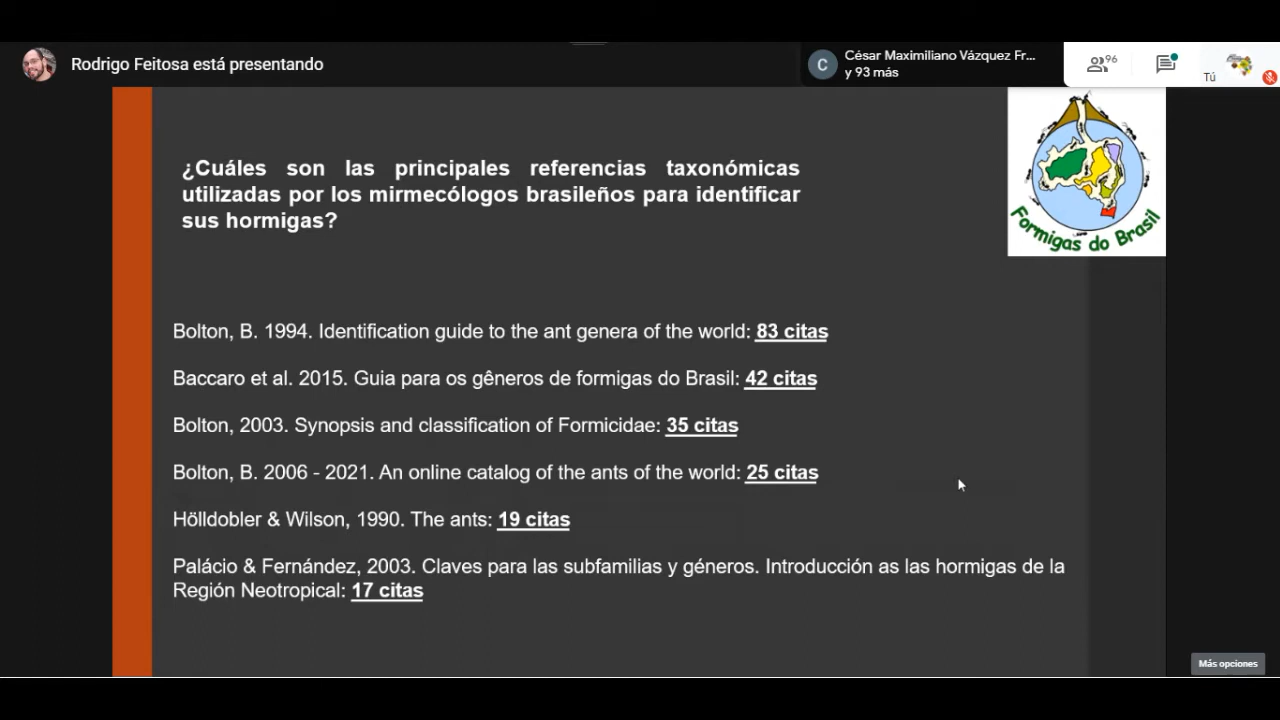 Rodrigo Feitosa está presentando
C
César Maximiliano Vázquez Fr...
y 93 más
96
Tú
¿Cuáles son las principales referencias taxonómicas
utilizadas por los mirmecólogos brasileños para identificar
sus hormigas?
Formigas do Brasil
Bolton, B. 1994. Identification guide to the ant genera of the world: 83 citas
Baccaro et al. 2015. Guia para os gêneros de formigas do Brasil: 42 citas
Bolton, 2003. Synopsis and classification of Formicidae: 35 citas
Bolton, B. 2006 - 2021. An online catalog of the ants of the world: 25 citas
Hölldobler & Wilson, 1990. The ants: 19 citas
Palácio & Fernández, 2003. Claves para las subfamilias y géneros. Introducción as las hormigas de la
Región Neotropical: 17 citas
Más opciones